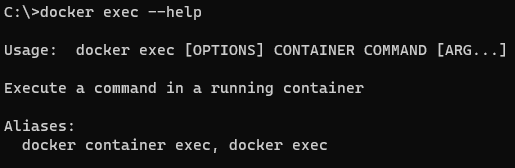 C:\>docker exec --help
Usage:  docker exec [OPTIONS] CONTAINER COMMAND [ARG...]
Execute a command in a running container
Aliases:
  docker container exec, docker exec